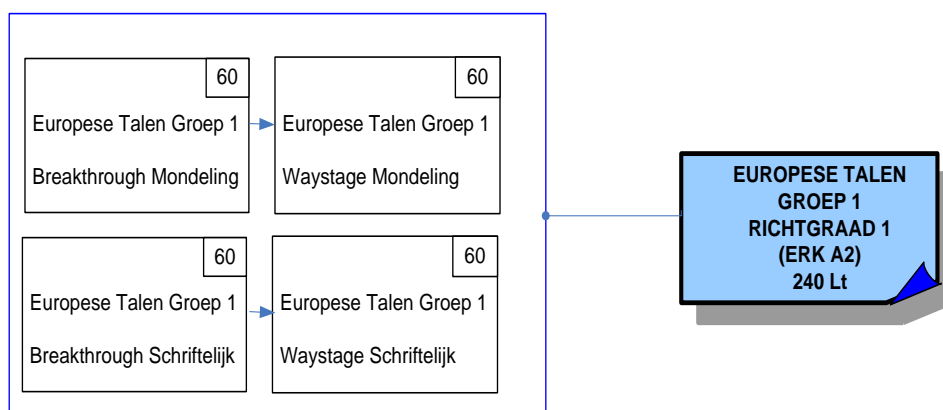 60
Europese Talen Groep 1
Breakthrough Mondeling
60
Europese Talen Groep 1
Waystage Mondeling
60
Europese Talen Groep 1
Breakthrough Schriftelijk
60
Europese Talen Groep 1
Waystage Schriftelijk
EUROPESE TALEN
GROEP 1
RICHTGRAAD 1
(ERK A2)
240 Lt